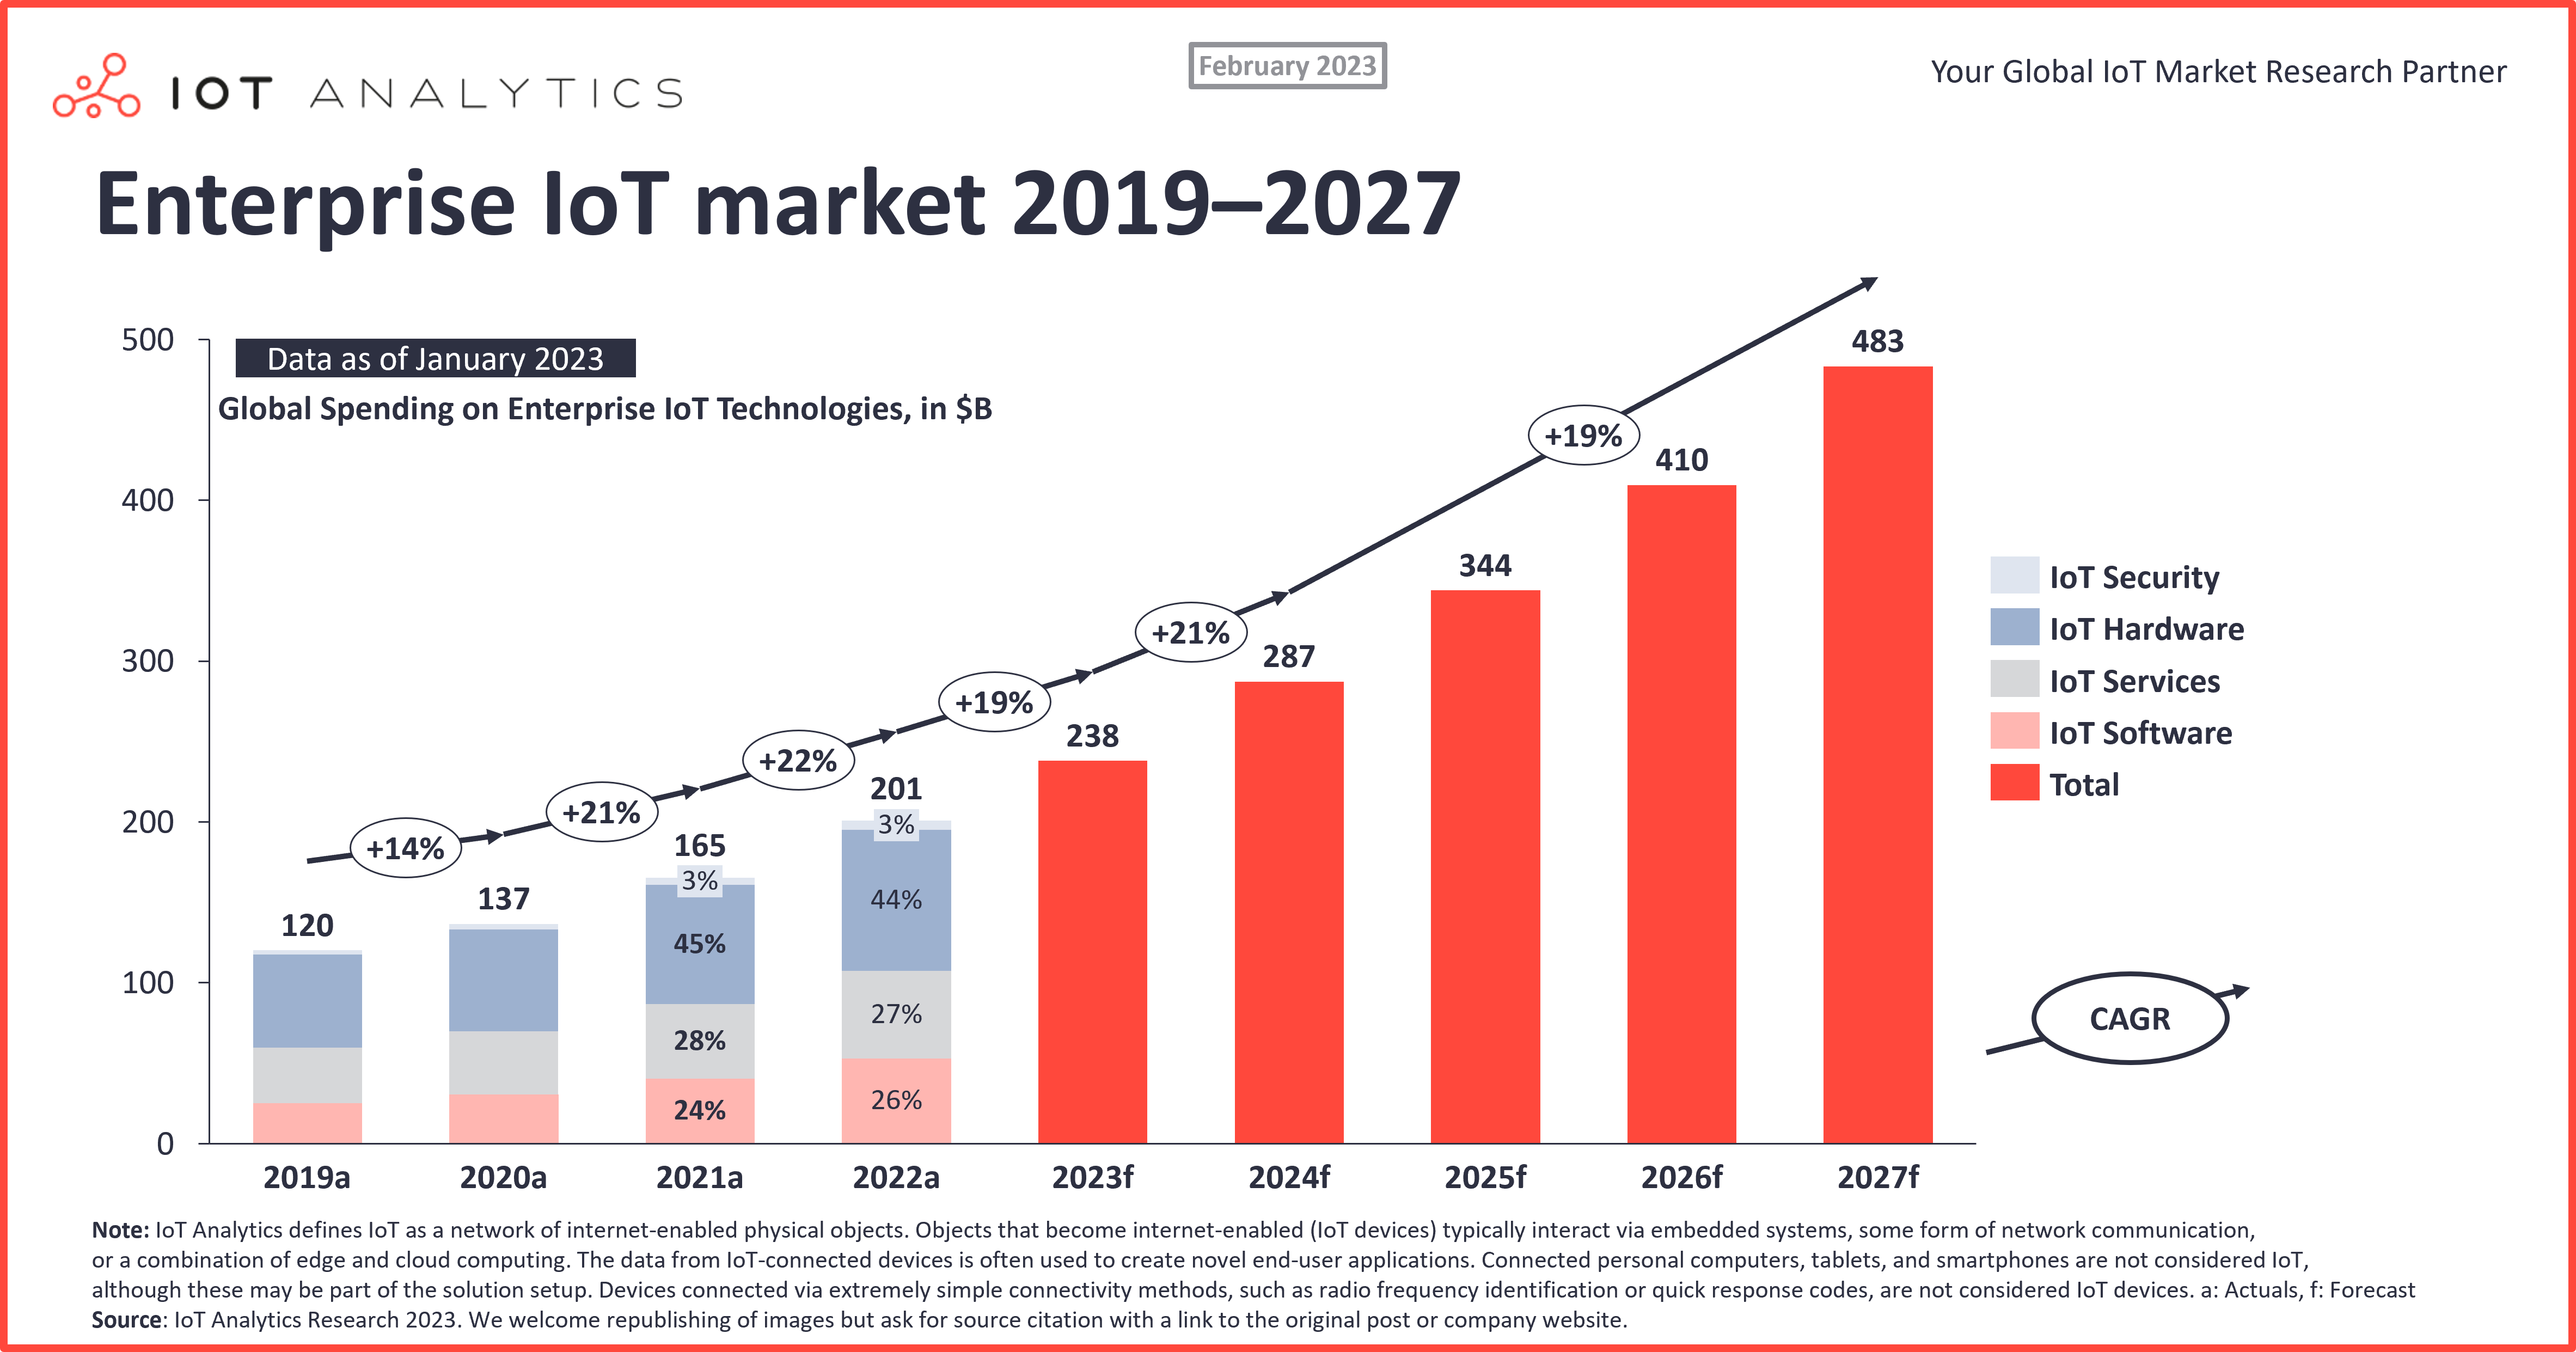 IOT ANALYTICS
February 2023
Your Global IoT Market Research Partner
Enterprise IoT market 2019–2027
Data as of January 2023
Global Spending on Enterprise IoT Technologies, in $B
500
400
300
200
100
0
+14%
+21%
+22%
+19%
+21%
+19%
120
137
165
3%
45%
28%
24%
201
3%
44%
27%
26%
238
287
344
410
483
2019a 2020a 2021a 2022a 2023f 2024f 2025f 2026f 2027f
IoT Security
IoT Hardware
IoT Services
IoT Software
Total
CAGR
Note: IoT Analytics defines IoT as a network of internet-enabled physical objects. Objects that become internet-enabled (IoT devices) typically interact via embedded systems, some form of network communication,
or a combination of edge and cloud computing. The data from IoT-connected devices is often used to create novel end-user applications. Connected personal computers, tablets, and smartphones are not considered IoT,
although these may be part of the solution setup. Devices connected via extremely simple connectivity methods, such as radio frequency identification or quick response codes, are not considered IoT devices. a: Actuals, f: Forecast
Source: IoT Analytics Research 2023. We welcome republishing of images but ask for source citation with a link to the original post or company website.